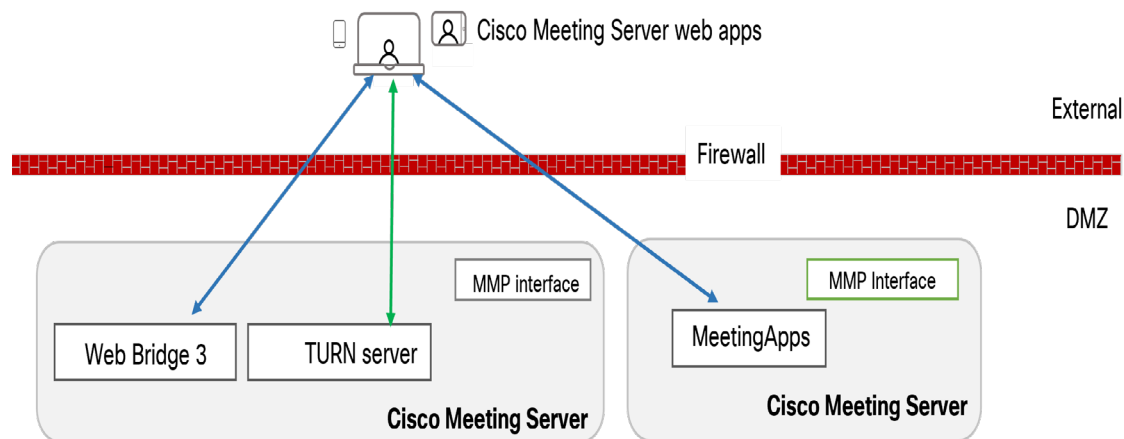 Cisco Meeting Server web apps
External
Firewall
DMZ
MMP interface
MMP Interface
Web Bridge 3
TURN server
MeetingApps
Cisco Meeting Server
Cisco Meeting Server